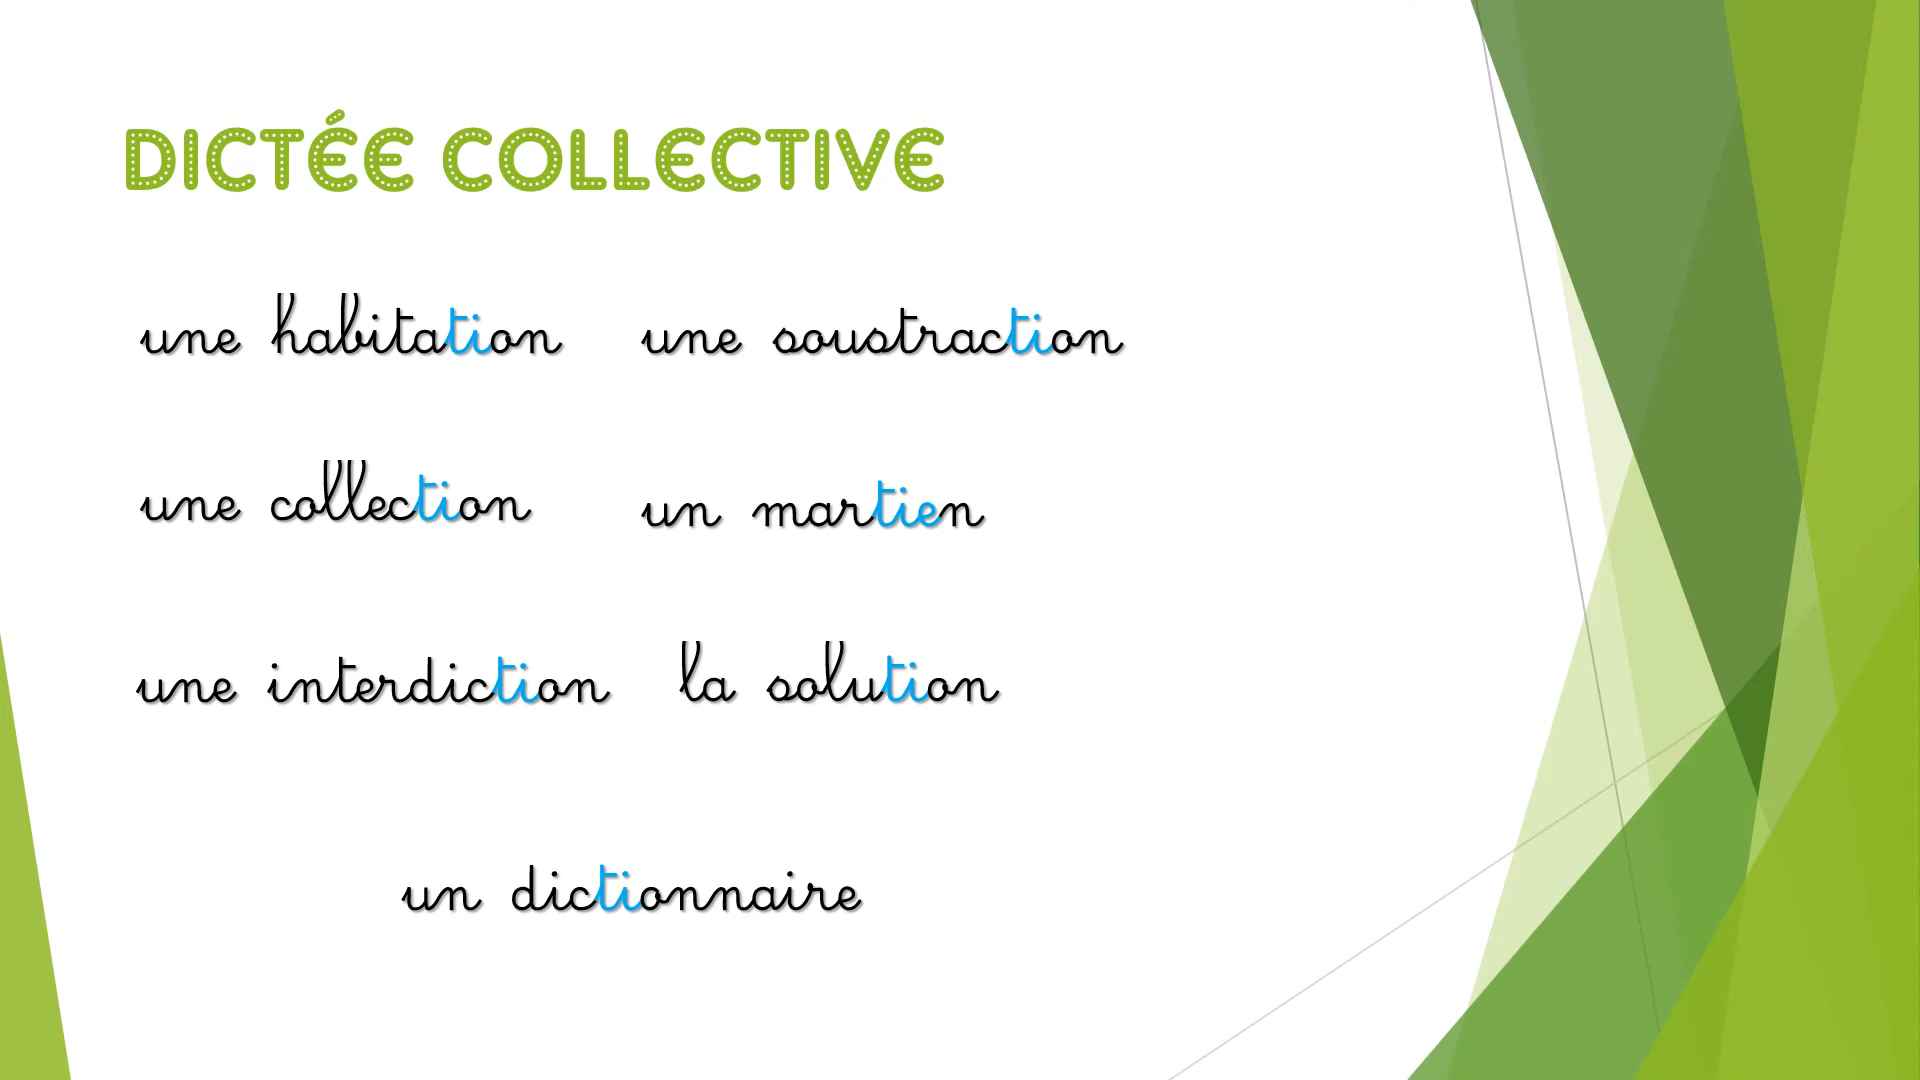 DICTÉE COLLECTIVE
une habitation une soustraction
une collection un martien
une interdiction la solution
un dictionnaire